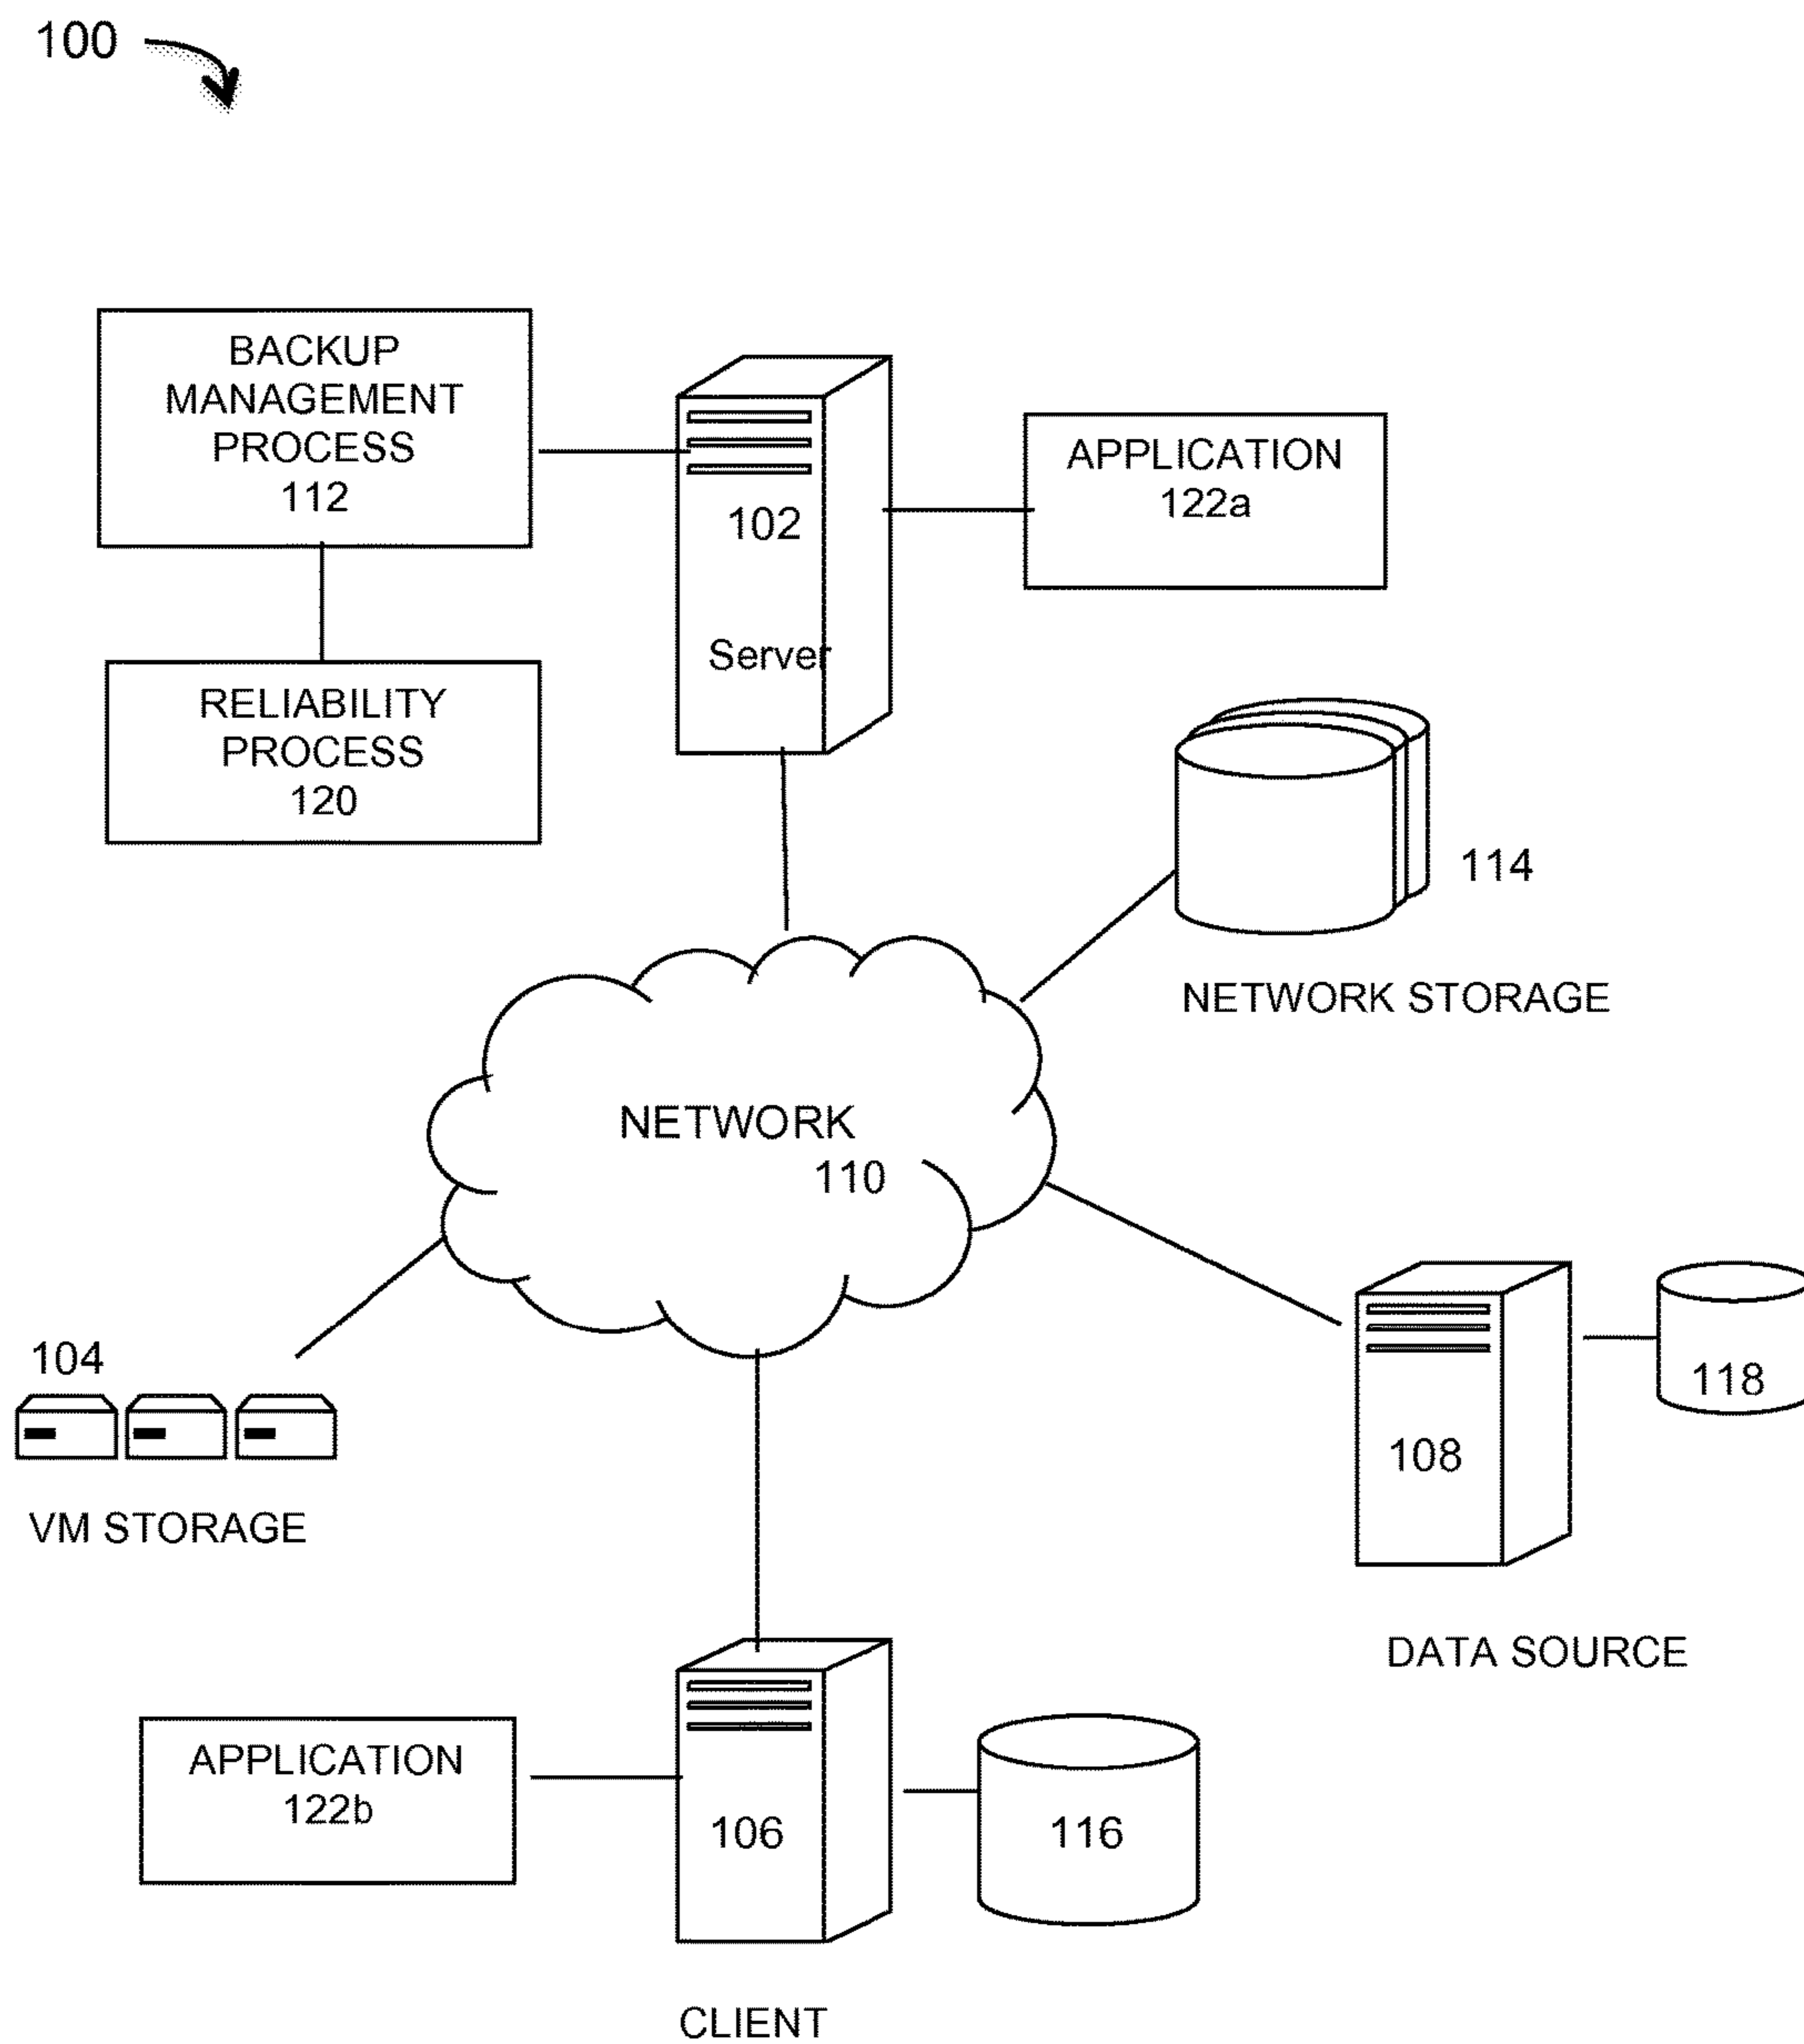 100
BACKUP
MANAGEMENT
PROCESS
112
102
Server
APPLICATION
122a
RELIABILITY
PROCESS
120
114
NETWORK STORAGE
NETWORK
110
104
VM STORAGE
118
108
DATA SOURCE
APPLICATION
122b
106
116
CLIENT